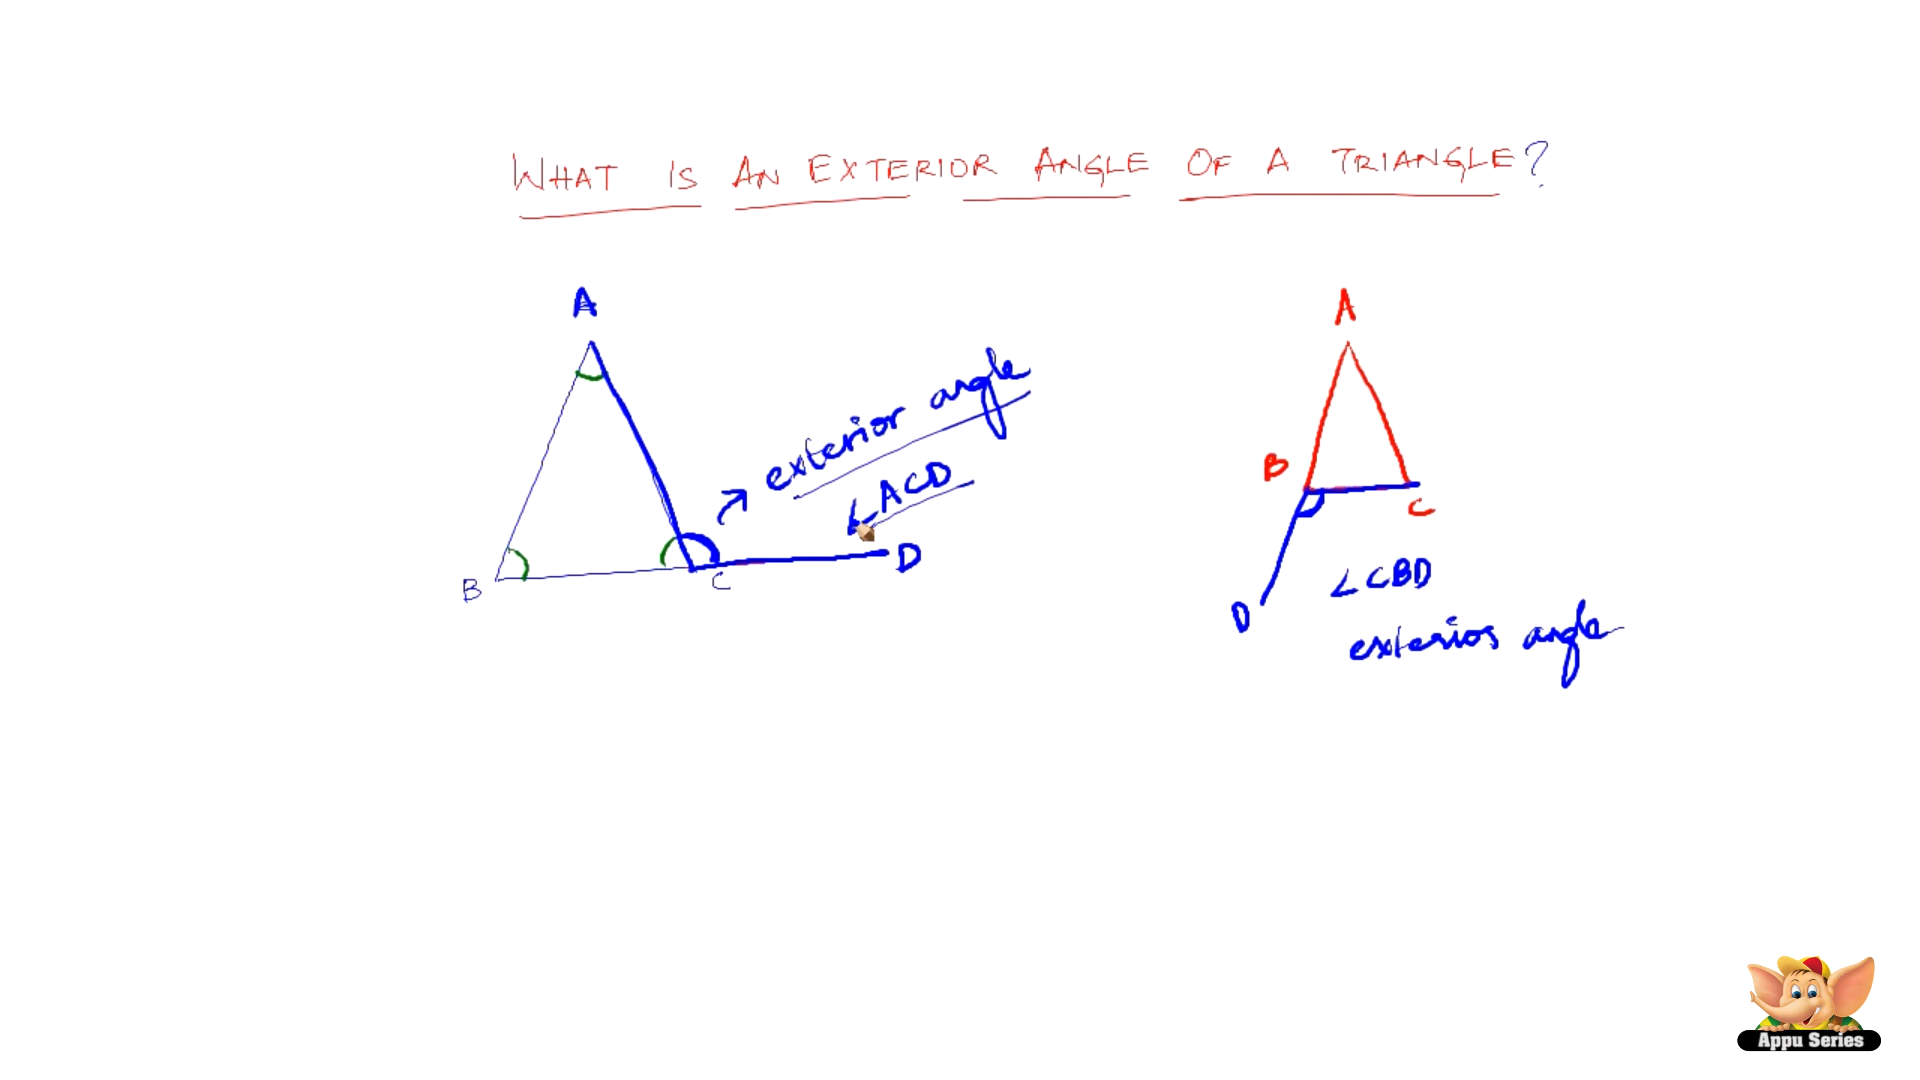 WHAT IS AN EXTERIOR ANGLE OF A TRIANGLE?
A
exterior angle
∠ACD
B
C
D
A
B
C
D
∠CBD
exterior angle
Appu Series